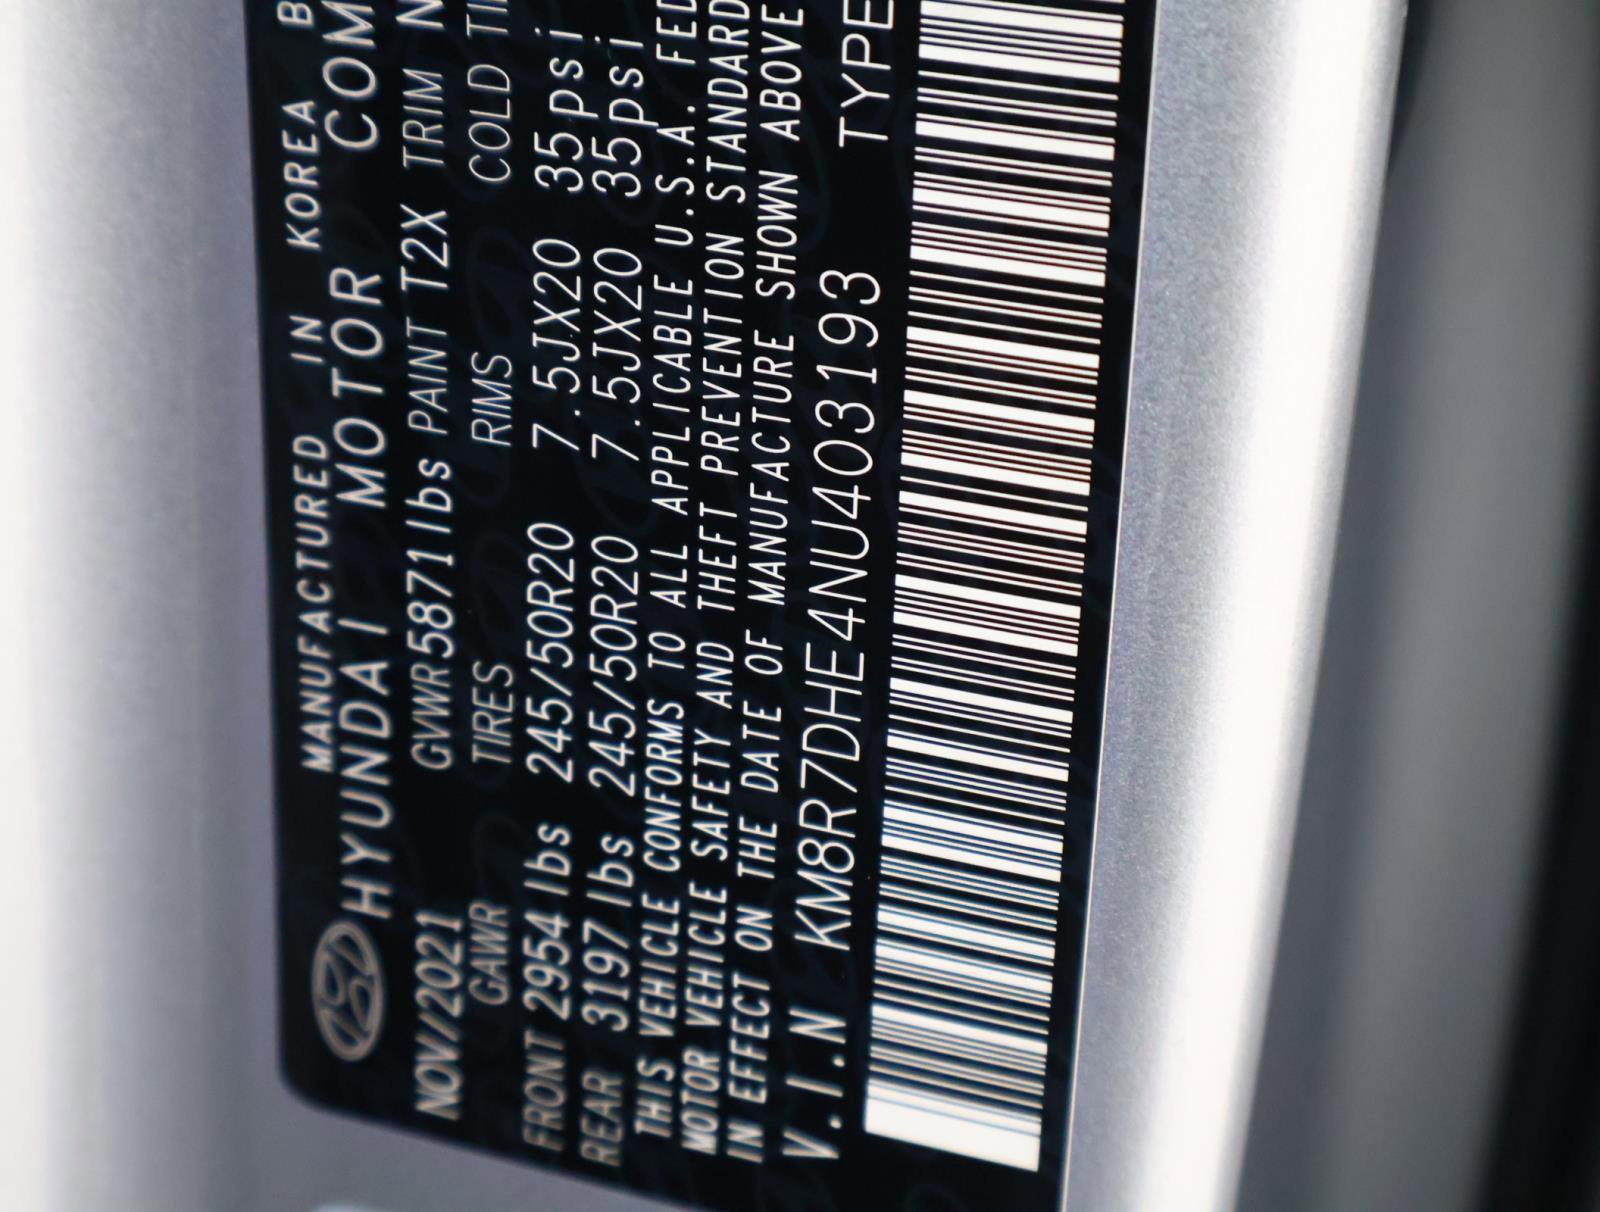 MANUFACTURED IN KOREA B
HYUNDAI MOTOR COM
NOV/2021 GVWR5871lbs PAINT T2X TRIM N
GAWR TIRES RIMS COLD TI
FRONT 2954 lbs 245/50R20 7.5JX20 35psi
REAR 3197 lbs 245/50R20 7.5JX20 35psi
THIS VEHICLE CONFORMS TO ALL APPLICABLE U.S.A. FED
MOTOR VEHICLE SAFETY AND THEFT PREVENTION STANDARD
IN EFFECT ON THE DATE OF MANUFACTURE SHOWN ABOVE
V.I.N KM8R7DHE4NU403193 TYPE